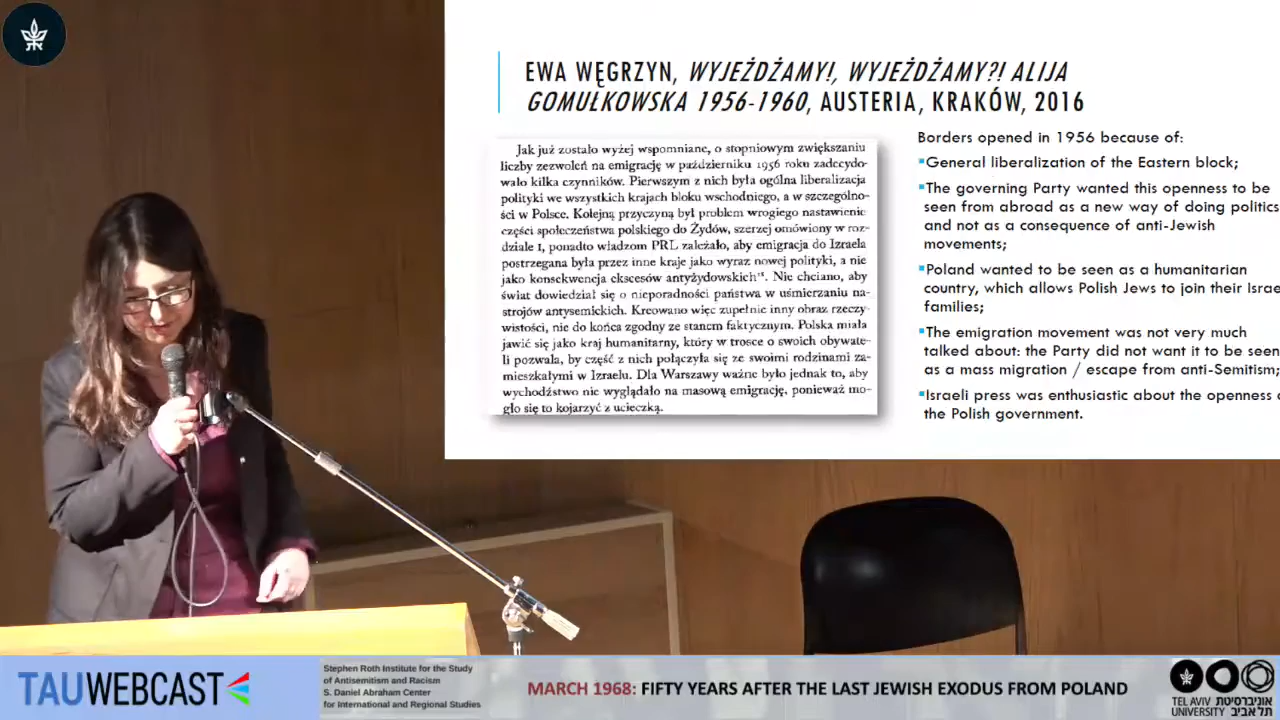 EWA WĘGRZYN, WYJEŻDŻAMY!, WYJEŻDŻAMY?! ALIJA
GOMUŁKOWSKA 1956-1960, AUSTERIA, KRAKÓW, 2016
Jak już zostało wyżej wspomniane, o stopniowym zwiększaniu
liczby zezwoleń na emigrację w październiku 1956 roku zadecydo-
wało kilka czynników. Pierwszym z nich była ogólna liberalizacja
polityki we wszystkich krajach bloku wschodniego, a w szczególno-
ści w Polsce. Kolejną przyczyną był problem wrogiego nastawienie
części społeczeństwa polskiego do Żydów, szerzej omówiony w roz-
dziale I, ponadto władzom PRL zależało, aby emigracja do Izraela
postrzegana była przez inne kraje jako wyraz nowej polityki, a nie
jako konsekwencja ekscesów antyżydowskich¹⁸. Nie chciano, aby
świat dowiedział się o nieporadności państwa w uśmierzaniu na-
strojów antysemickich. Kreowano więc zupełnie inny obraz rzeczy-
wistości, nie do końca zgodny ze stanem faktycznym. Polska miała
jawić się jako kraj humanitarny, który w trosce o swoich obywate-
li pozwala, by część z nich połączyła się ze swoimi rodzinami za-
mieszkałymi w Izraelu. Dla Warszawy ważne było jednak to, aby
wychodźstwo nie wyglądało na masową emigrację, ponieważ mo-
gło się to kojarzyć z ucieczką.
Borders opened in 1956 because of:
▪General liberalization of the Eastern block;
▪The governing Party wanted this openness to be
seen from abroad as a new way of doing politics
and not as a consequence of anti-Jewish
movements;
▪Poland wanted to be seen as a humanitarian
country, which allows Polish Jews to join their Israe
families;
▪The emigration movement was not very much
talked about: the Party did not want it to be seen
as a mass migration / escape from anti-Semitism;
▪Israeli press was enthusiastic about the openness o
the Polish government.
TAUWEBCAST
Stephen Roth Institute for the Study
of Antisemitism and Racism
S. Daniel Abraham Center
for International and Regional Studies
MARCH 1968: FIFTY YEARS AFTER THE LAST JEWISH EXODUS FROM POLAND
TEL AVIV אוניברסיטת
UNIVERSITY תל אביב